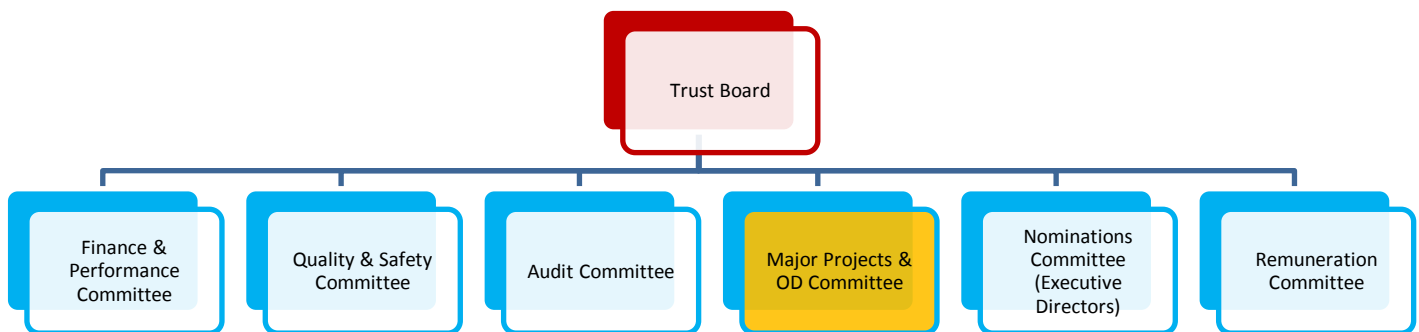 Trust Board
Finance &
Performance
Committee
Quality & Safety
Committee
Audit Committee
Major Projects &
OD Committee
Nominations
Committee
(Executive
Directors)
Remuneration
Committee